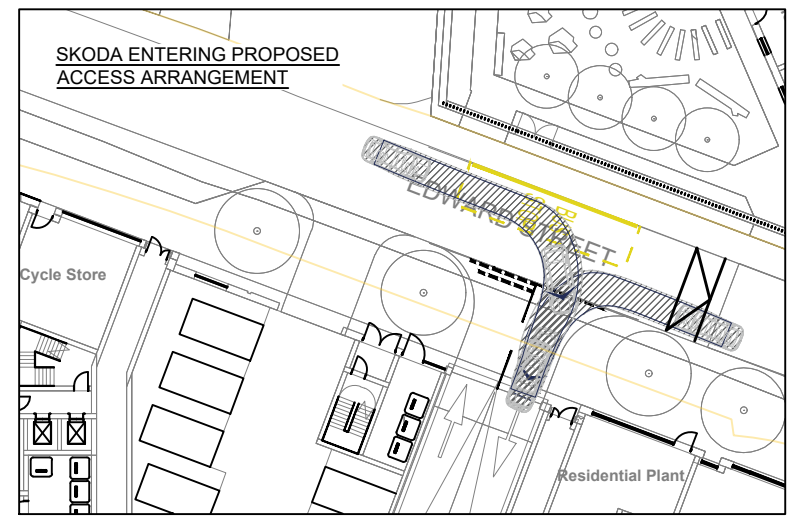 SKODA ENTERING PROPOSED
ACCESS ARRANGEMENT
EDWARD STREET
Cycle Store
Residential Plant